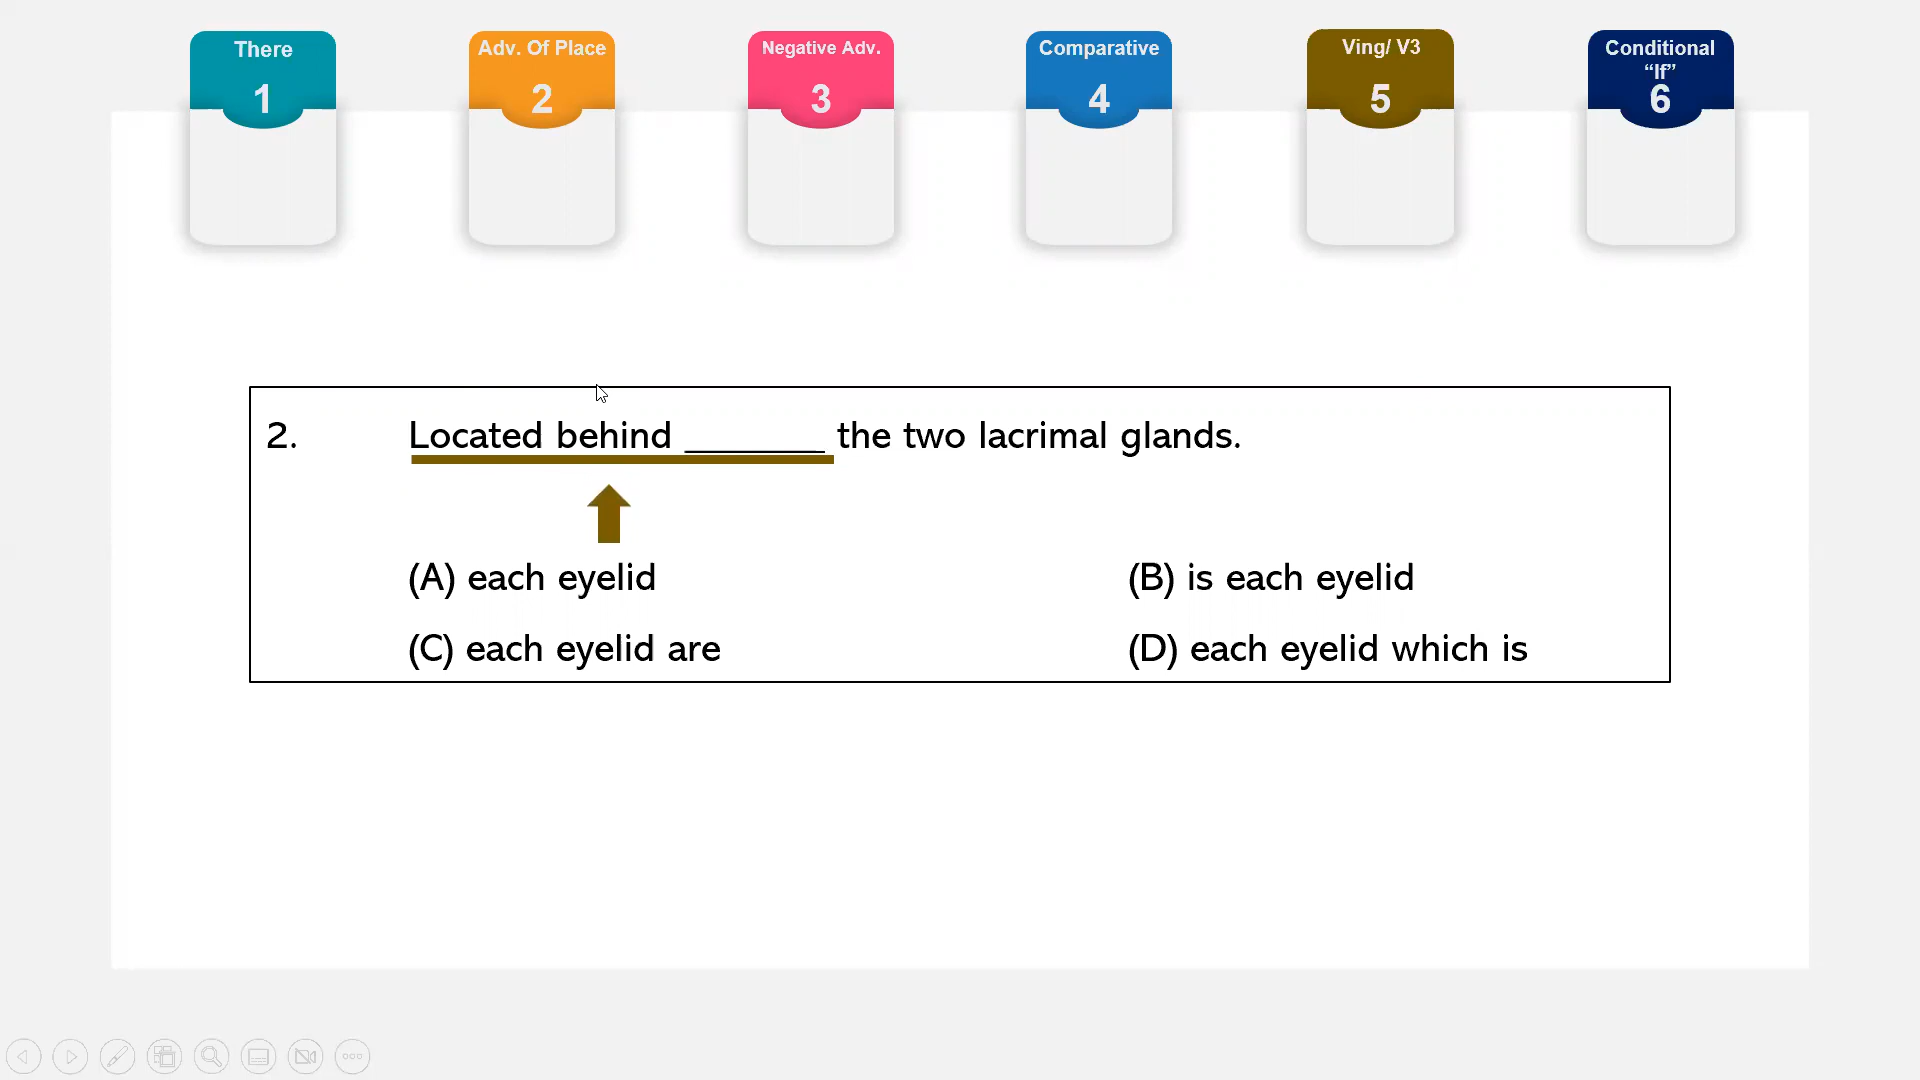 There
1
Adv. Of Place
2
Negative Adv.
3
Comparative
4
Ving/ V3
5
Conditional
“If”
6
2. Located behind _______ the two lacrimal glands.
(A) each eyelid (B) is each eyelid
(C) each eyelid are (D) each eyelid which is